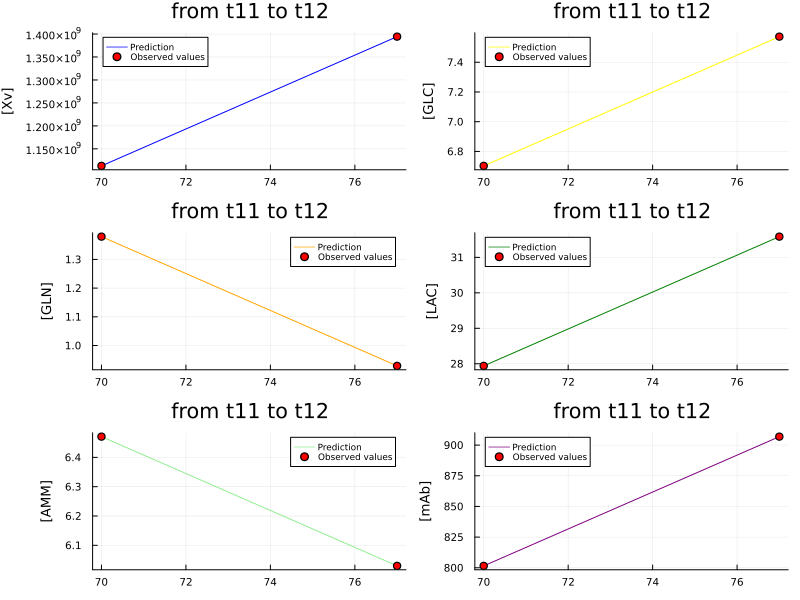 from t11 to t12
[Xv]
1.400×10⁹
1.350×10⁹
1.300×10⁹
1.250×10⁹
1.200×10⁹
1.150×10⁹
Prediction
Observed values
70 72 74 76
from t11 to t12
[GLC]
7.4
7.2
7.0
6.8
Prediction
Observed values
70 72 74 76
from t11 to t12
[GLN]
1.3
1.2
1.1
1.0
Prediction
Observed values
70 72 74 76
from t11 to t12
[LAC]
31
30
29
28
Prediction
Observed values
70 72 74 76
from t11 to t12
[AMM]
6.4
6.3
6.2
6.1
Prediction
Observed values
70 72 74 76
from t11 to t12
[mAb]
900
875
850
825
800
Prediction
Observed values
70 72 74 76